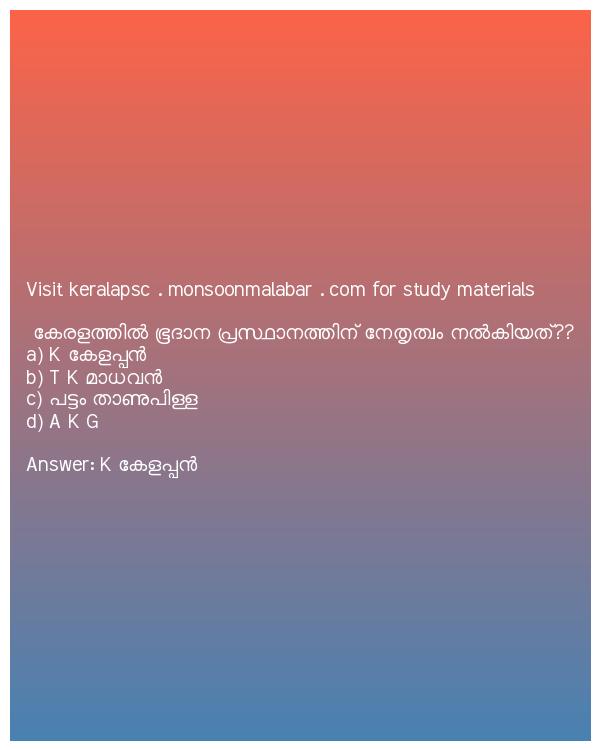 Visit keralapsc . monsoonmalabar . com for study materials
കേരളത്തിൽ ഭൂദാന പ്രസ്ഥാനത്തിന് നേതൃത്വം നൽകിയത്??
a) K കേളപ്പൻ
b) T K മാധവൻ
c) പട്ടം താണുപിള്ള
d) A K G
Answer: K കേളപ്പൻ